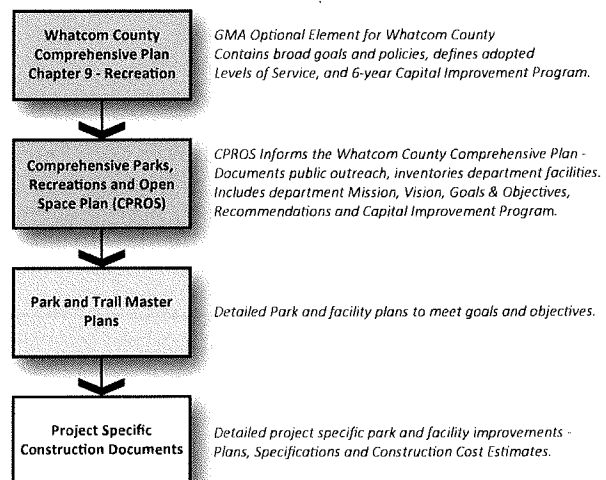 Whatcom County
Comprehensive Plan
Chapter 9 - Recreation
GMA Optional Element for Whatcom County
Contains broad goals and policies, defines adopted
Levels of Service, and 6-year Capital Improvement Program.
Comprehensive Parks,
Recreations and Open
Space Plan (CPROS)
CPROS Informs the Whatcom County Comprehensive Plan -
Documents public outreach, inventories department facilities.
Includes department Mission, Vision, Goals & Objectives,
Recommendations and Capital Improvement Program.
Park and Trail Master
Plans
Detailed Park and facility plans to meet goals and objectives.
Project Specific
Construction Documents
Detailed project specific park and facility improvements -
Plans, Specifications and Construction Cost Estimates.